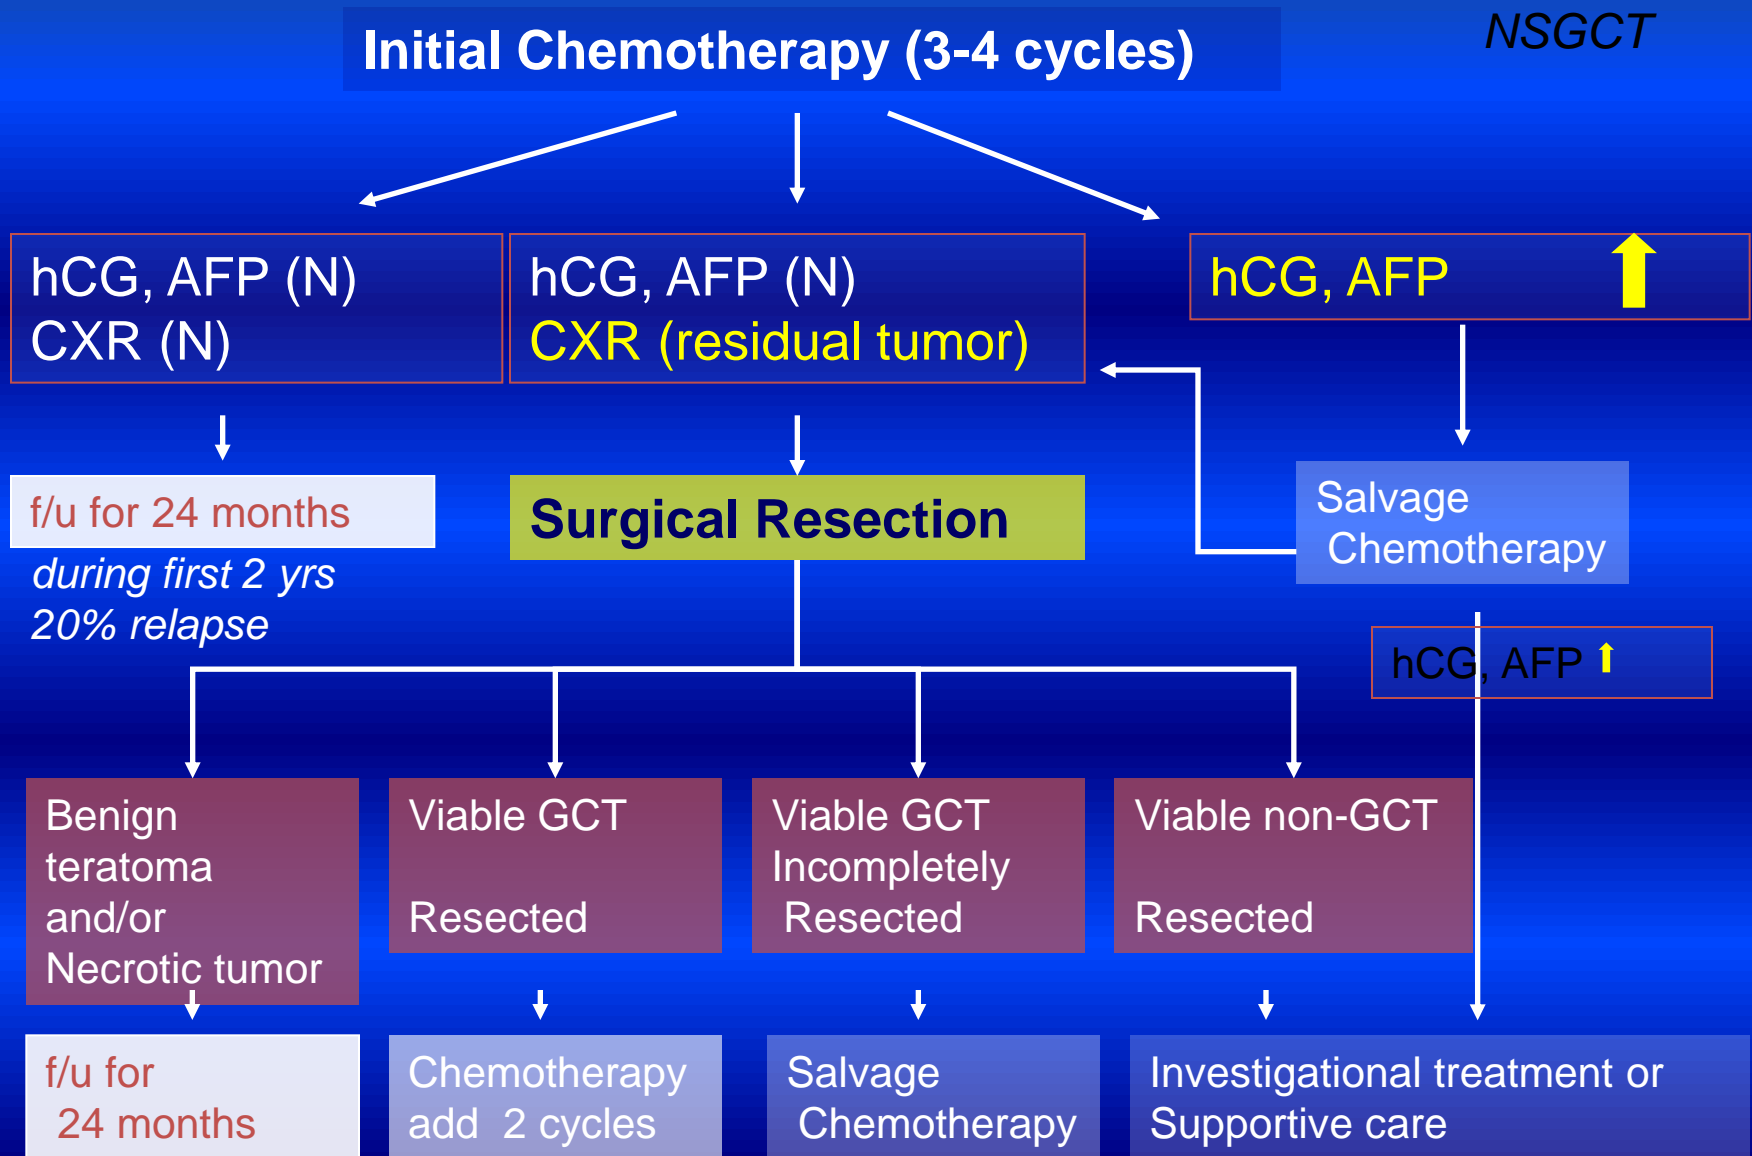 NSGCT
Initial Chemotherapy (3-4 cycles)
hCG, AFP (N)
CXR (N)
hCG, AFP (N)
CXR (residual tumor)
hCG, AFP
f/u for 24 months
during first 2 yrs
20% relapse
Surgical Resection
Salvage
Chemotherapy
hCG, AFP
Benign
teratoma
and/or
Necrotic tumor
Viable GCT
Resected
Viable GCT
Incompletely
Resected
Viable non-GCT
Resected
f/u for
24 months
Chemotherapy
add 2 cycles
Salvage
Chemotherapy
Investigational treatment or
Supportive care